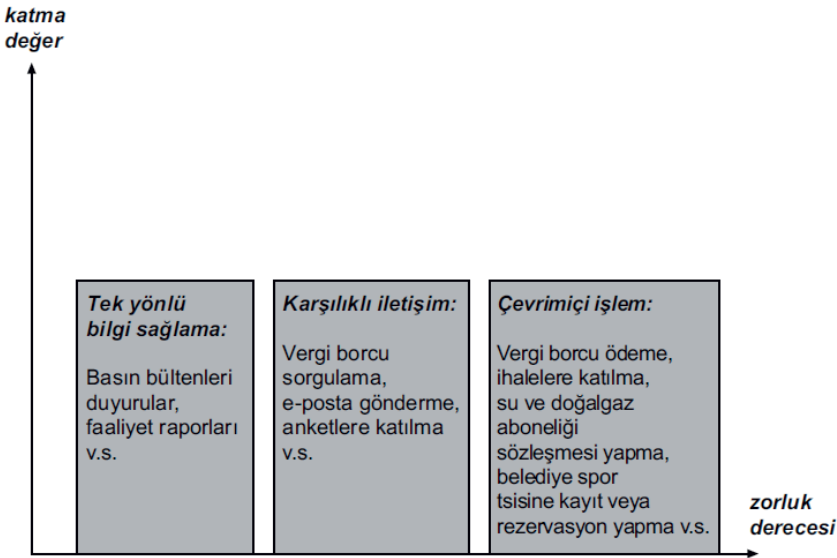 katma
değer
Tek yönlü
bilgi sağlama:
Basın bültenleri
duyurular,
faaliyet raporları
v.s.
Karşılıklı iletişim:
Vergi borcu
sorgulama,
e-posta gönderme,
anketlere katılma
v.s.
Çevrimiçi işlem:
Vergi borcu ödeme,
ihalelere katılma,
su ve doğalgaz
aboneliği
sözleşmesi yapma,
belediye spor
tsisine kayıt veya
rezervasyon yapma v.s.
zorluk
derecesi